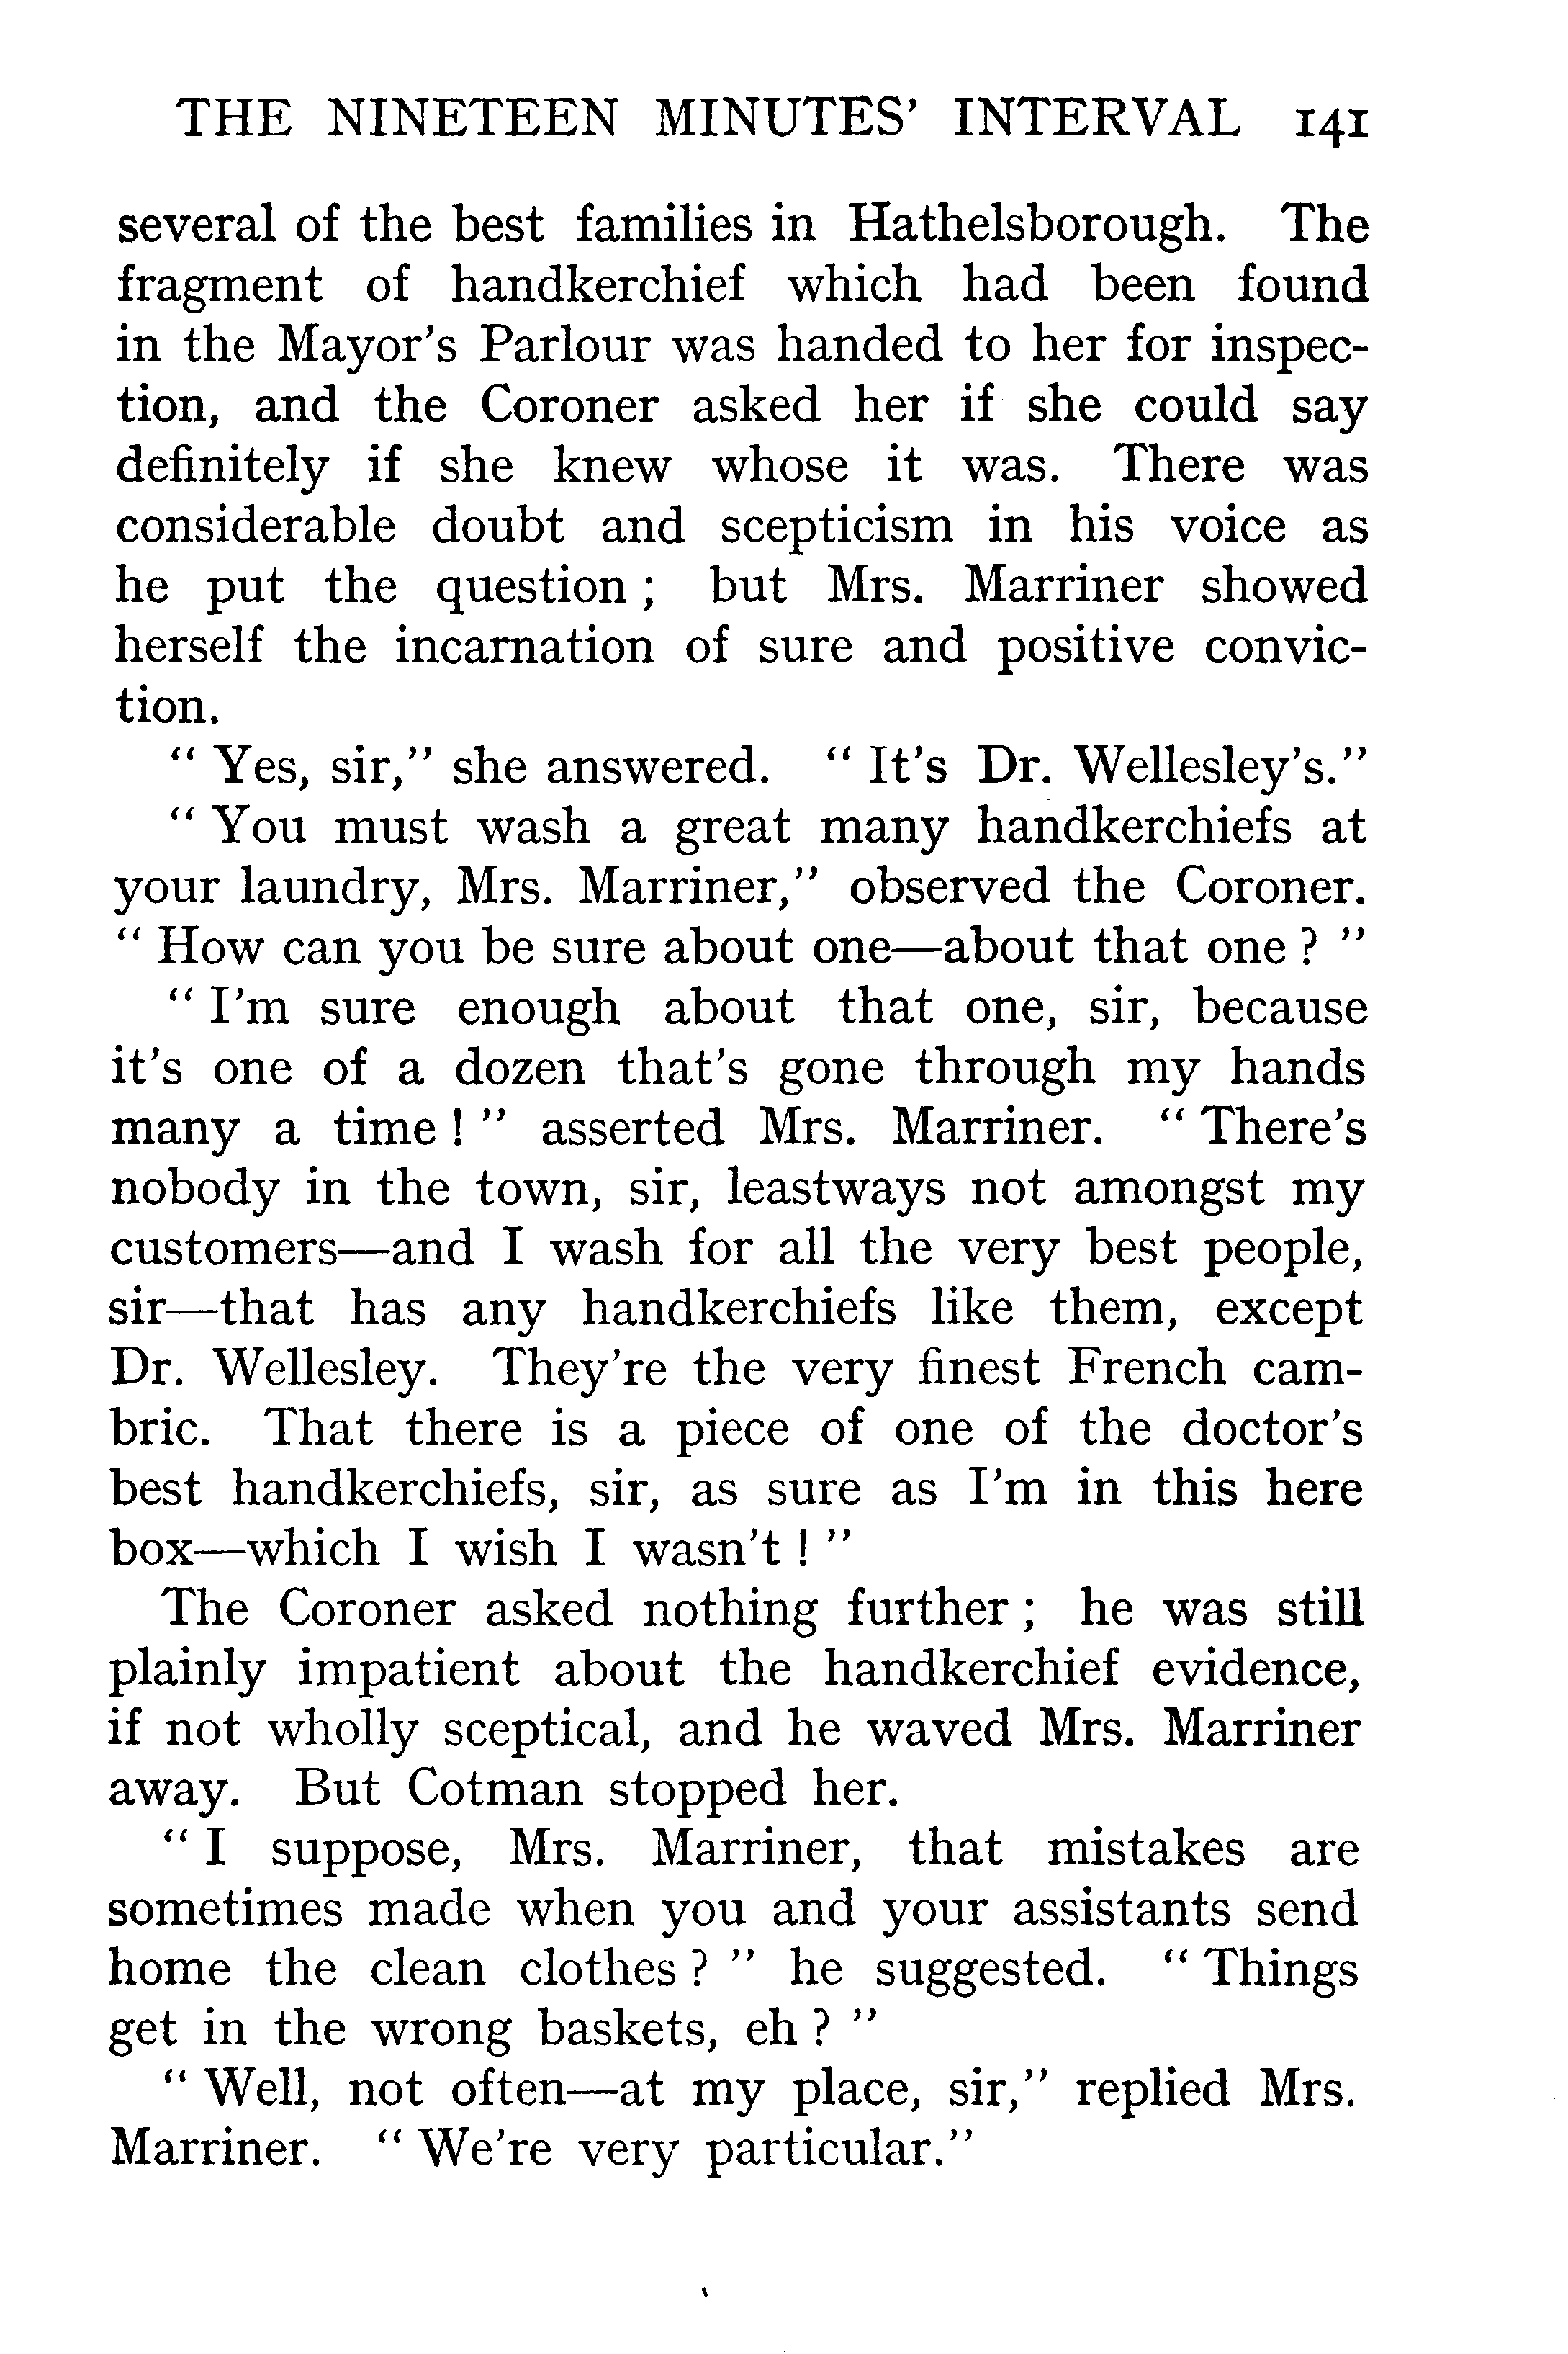 THE NINETEEN MINUTES' INTERVAL 141
several of the best families in Hathelsborough. The
fragment of handkerchief which had been found
in the Mayor's Parlour was handed to her for inspec-
tion, and the Coroner asked her if she could say
definitely if she knew whose it was. There was
considerable doubt and scepticism in his voice as
he put the question ; but Mrs. Marriner showed
herself the incarnation of sure and positive convic-
tion.
" Yes, sir," she answered. " It's Dr. Wellesley's."
" You must wash a great many handkerchiefs at
your laundry, Mrs. Marriner," observed the Coroner.
" How can you be sure about one—about that one ? "
" I'm sure enough about that one, sir, because
it's one of a dozen that's gone through my hands
many a time ! " asserted Mrs. Marriner. " There's
nobody in the town, sir, leastways not amongst my
customers—and I wash for all the very best people,
sir—that has any handkerchiefs like them, except
Dr. Wellesley. They're the very finest French cam-
bric. That there is a piece of one of the doctor's
best handkerchiefs, sir, as sure as I'm in this here
box—which I wish I wasn't ! "
The Coroner asked nothing further ; he was still
plainly impatient about the handkerchief evidence,
if not wholly sceptical, and he waved Mrs. Marriner
away. But Cotman stopped her.
" I suppose, Mrs. Marriner, that mistakes are
sometimes made when you and your assistants send
home the clean clothes ? " he suggested. " Things
get in the wrong baskets, eh ? "
" Well, not often—at my place, sir," replied Mrs.
Marriner. " We're very particular."